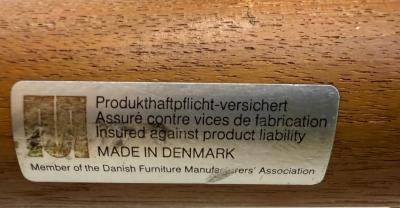 Produkthaftpflicht-versichert
Assuré contre vices de fabrication
Insured against product liability
MADE IN DENMARK
Member of the Danish Furniture Manufacturers' Association